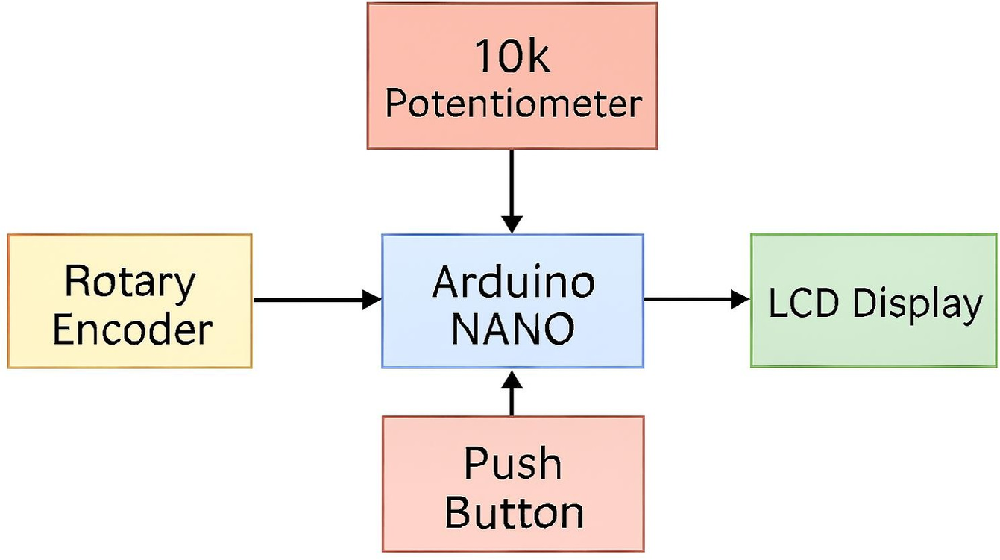 10k
Potentiometer
Rotary
Encoder
Arduino
NANO
LCD Display
Push
Button